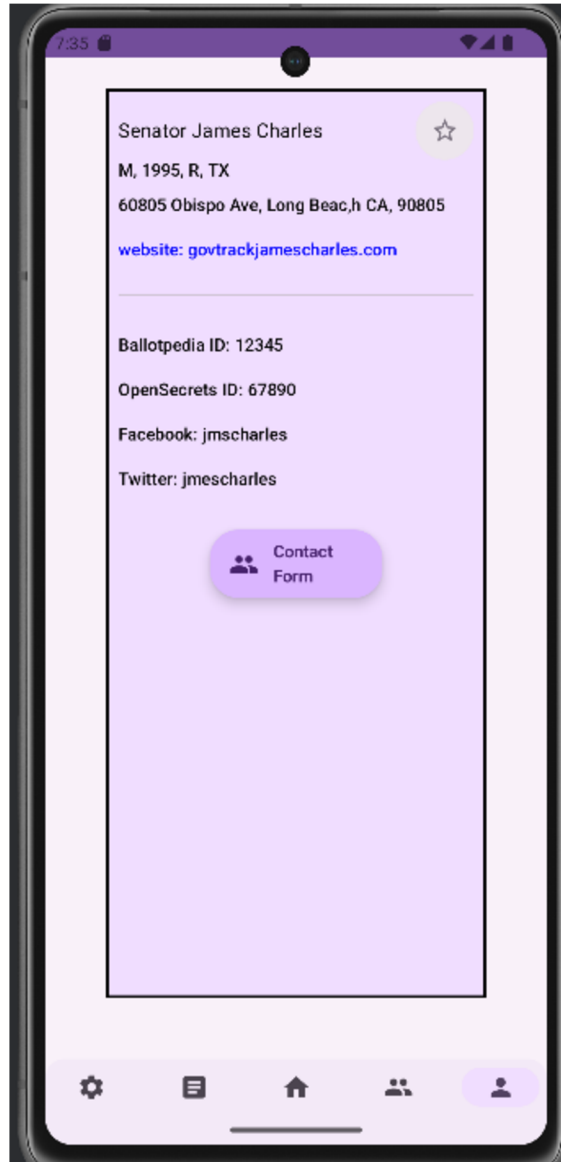 7:35
Senator James Charles
M, 1995, R, TX
60805 Obispo Ave, Long Beac,h CA, 90805
website: govtrackjamescharles.com
Ballotpedia ID: 12345
OpenSecrets ID: 67890
Facebook: jmscharles
Twitter: jmescharles
Contact
Form